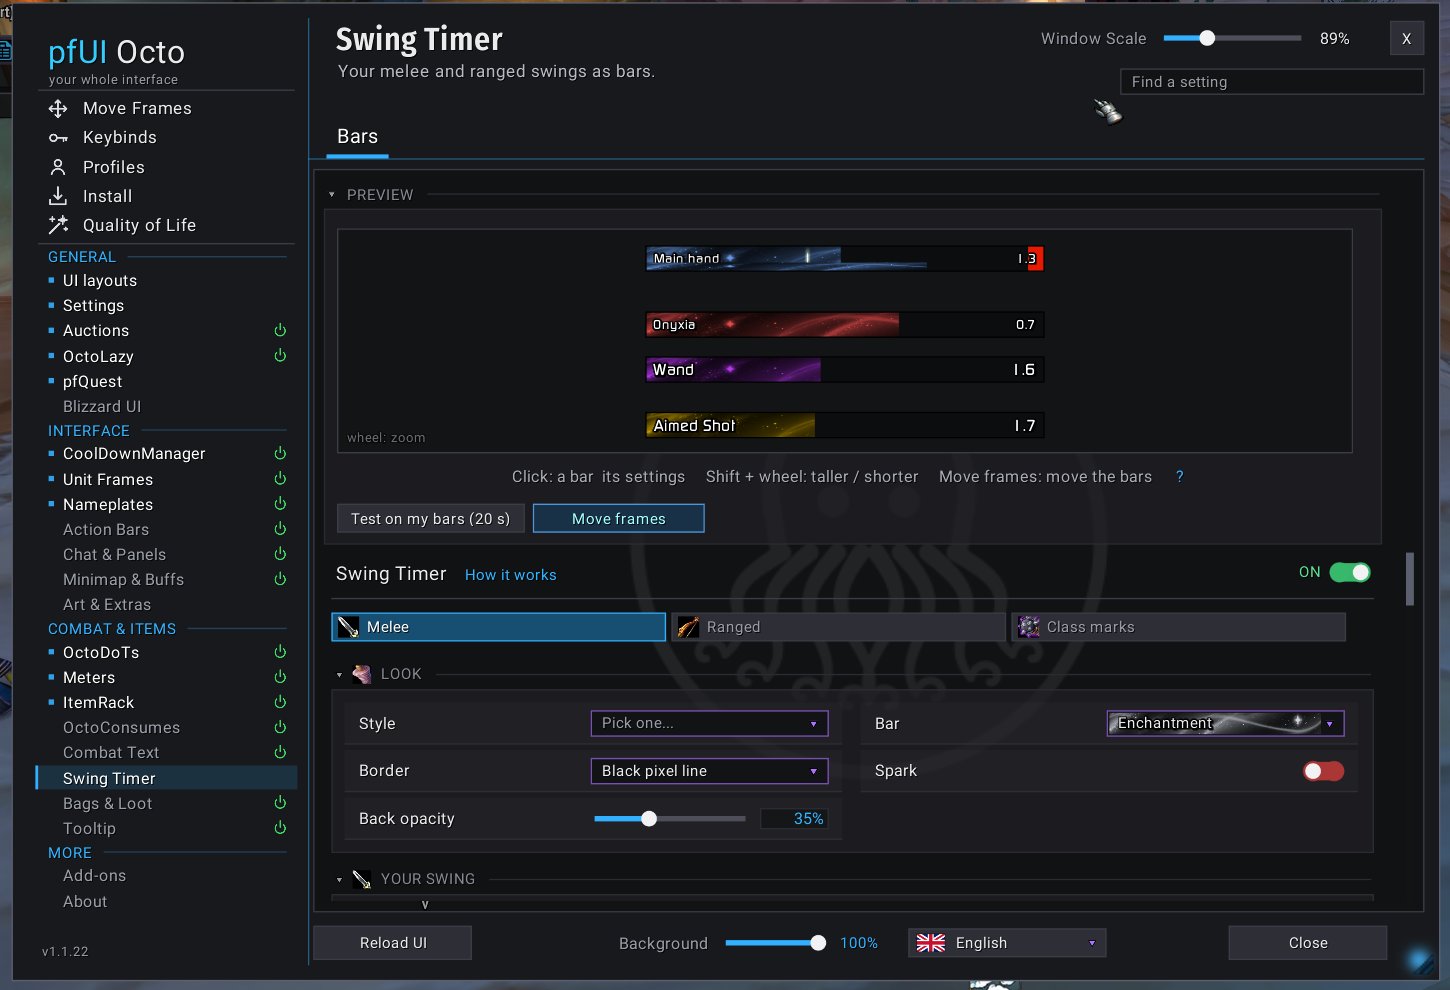 Swing Timer
Your melee and ranged swings as bars.
Window Scale 89% X
Find a setting
pfUI Octo
your whole interface
Move Frames
Keybinds
Profiles
Install
Quality of Life
GENERAL
UI layouts
Settings
Auctions
OctoLazy
pfQuest
Blizzard UI
INTERFACE
CoolDownManager
Unit Frames
Nameplates
Action Bars
Chat & Panels
Minimap & Buffs
Art & Extras
COMBAT & ITEMS
OctoDoTs
Meters
ItemRack
OctoConsumes
Combat Text
Swing Timer
Bags & Loot
Tooltip
MORE
Add-ons
About
v1.1.22
Bars
PREVIEW
Main hand 1.3
Onyxia 0.7
Wand 1.6
Aimed Shot 1.7
wheel: zoom
Click: a bar its settings Shift + wheel: taller / shorter Move frames: move the bars ?
Test on my bars (20 s) Move frames
Swing Timer How it works ON
Melee Ranged Class marks
LOOK
Style Pick one... Bar Enchantment
Border Black pixel line Spark
Back opacity 35%
YOUR SWING
v
Reload UI Background 100% English Close